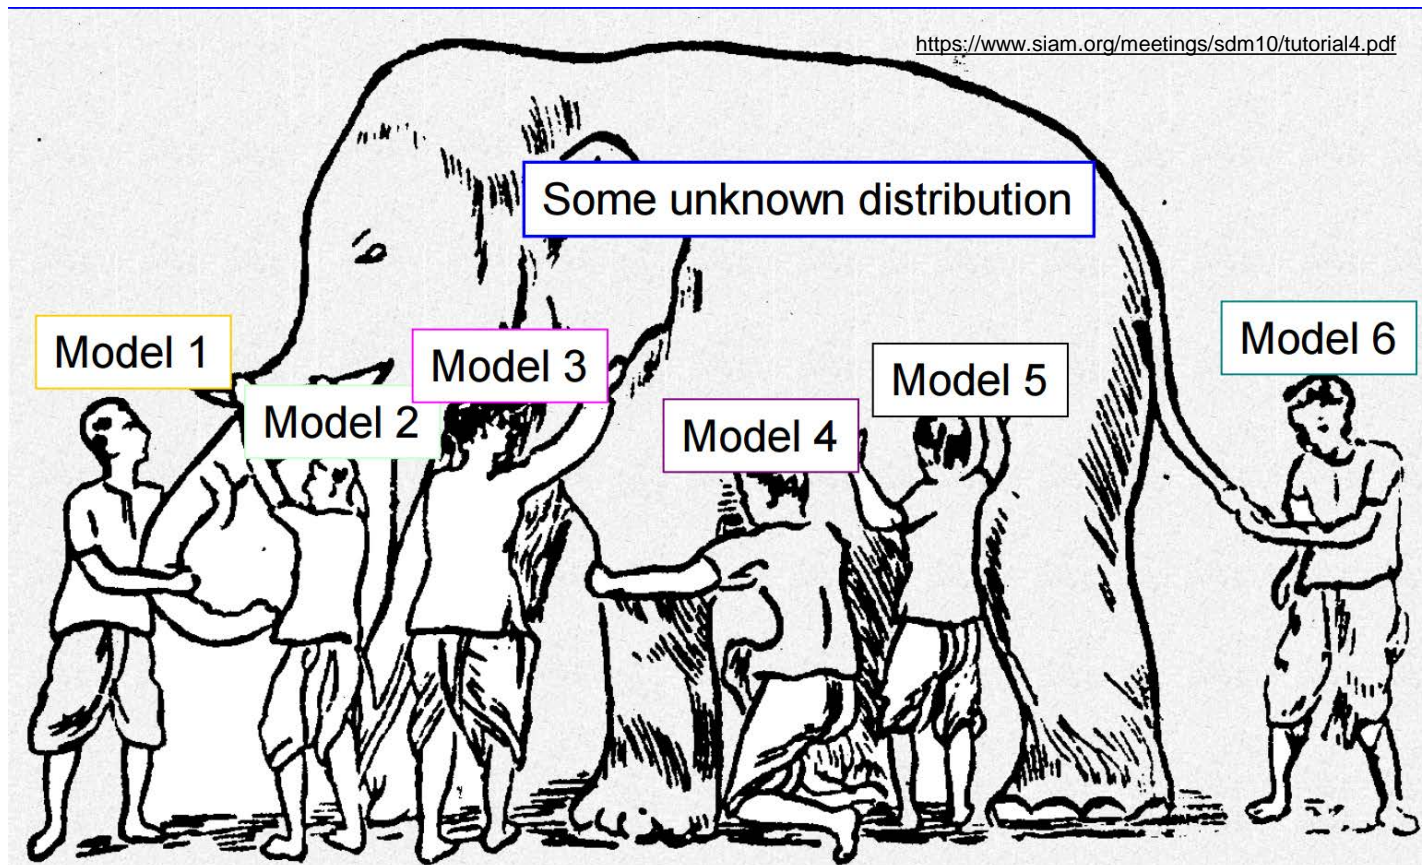 https://www.siam.org/meetings/sdm10/tutorial4.pdf
Some unknown distribution
Model 1
Model 2
Model 3
Model 4
Model 5
Model 6